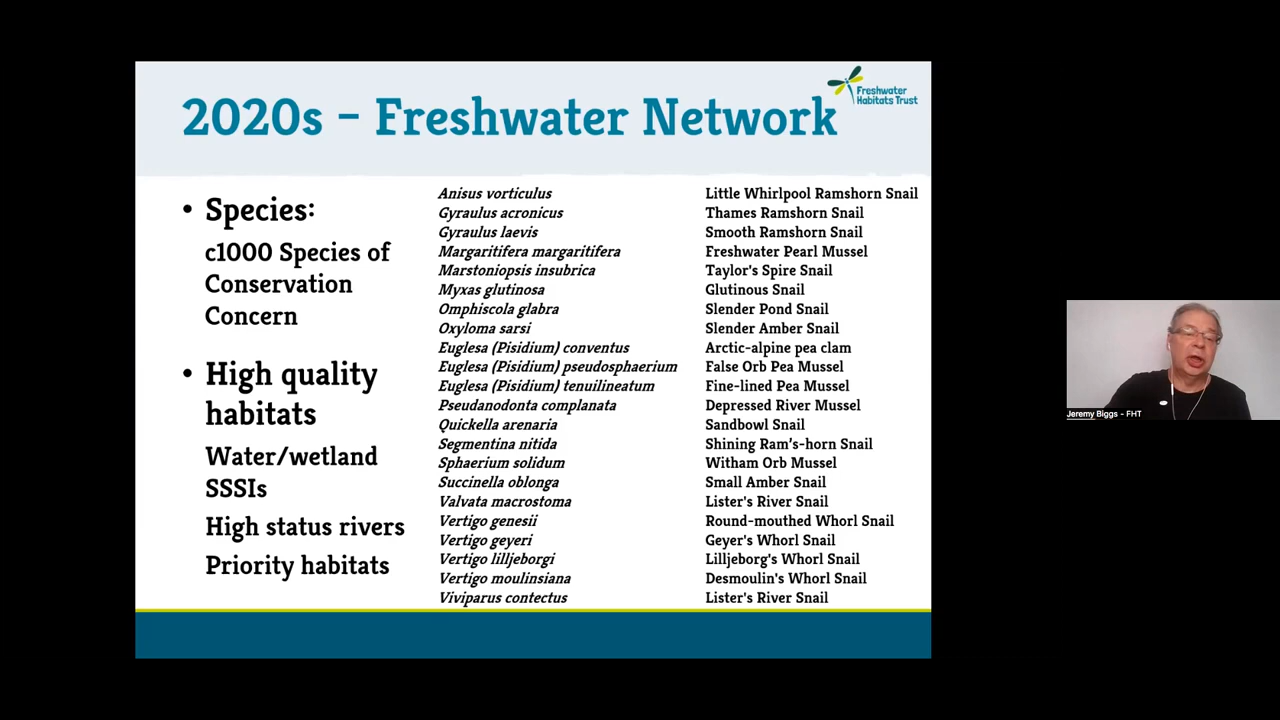 2020s – Freshwater Network
Freshwater
Habitats Trust
• Species:
c1000 Species of
Conservation
Concern
• High quality
habitats
Water/wetland
SSSIs
High status rivers
Priority habitats
Anisus vorticulus Little Whirlpool Ramshorn Snail
Gyraulus acronicus Thames Ramshorn Snail
Gyraulus laevis Smooth Ramshorn Snail
Margaritifera margaritifera Freshwater Pearl Mussel
Marstoniopsis insubrica Taylor's Spire Snail
Myxas glutinosa Glutinous Snail
Omphiscola glabra Slender Pond Snail
Oxyloma sarsi Slender Amber Snail
Euglesa (Pisidium) conventus Arctic-alpine pea clam
Euglesa (Pisidium) pseudosphaerium False Orb Pea Mussel
Euglesa (Pisidium) tenuilineatum Fine-lined Pea Mussel
Pseudanodonta complanata Depressed River Mussel
Quickella arenaria Sandbowl Snail
Segmentina nitida Shining Ram’s-horn Snail
Sphaerium solidum Witham Orb Mussel
Succinella oblonga Small Amber Snail
Valvata macrostoma Lister's River Snail
Vertigo genesii Round-mouthed Whorl Snail
Vertigo geyeri Geyer's Whorl Snail
Vertigo lilljeborgi Lilljeborg's Whorl Snail
Vertigo moulinsiana Desmoulin's Whorl Snail
Viviparus contectus Lister's River Snail
Jeremy Biggs - FHT